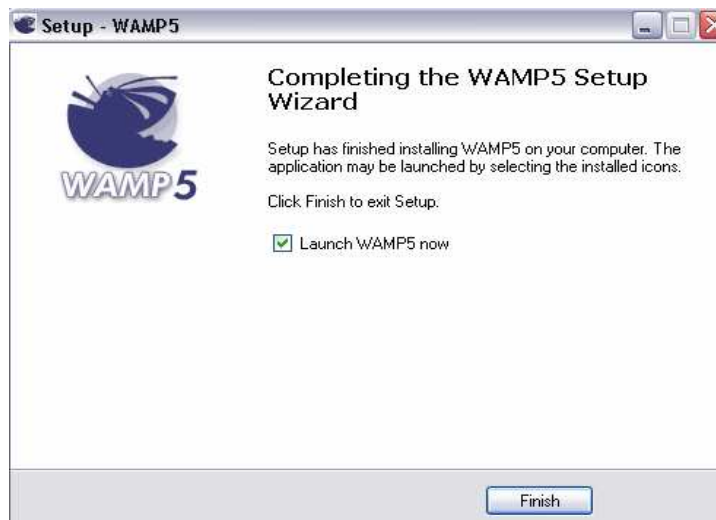 Setup - WAMP5
Completing the WAMP5 Setup
Wizard
Setup has finished installing WAMP5 on your computer. The
application may be launched by selecting the installed icons.
Click Finish to exit Setup.
Launch WAMP5 now
WAMP5
Finish